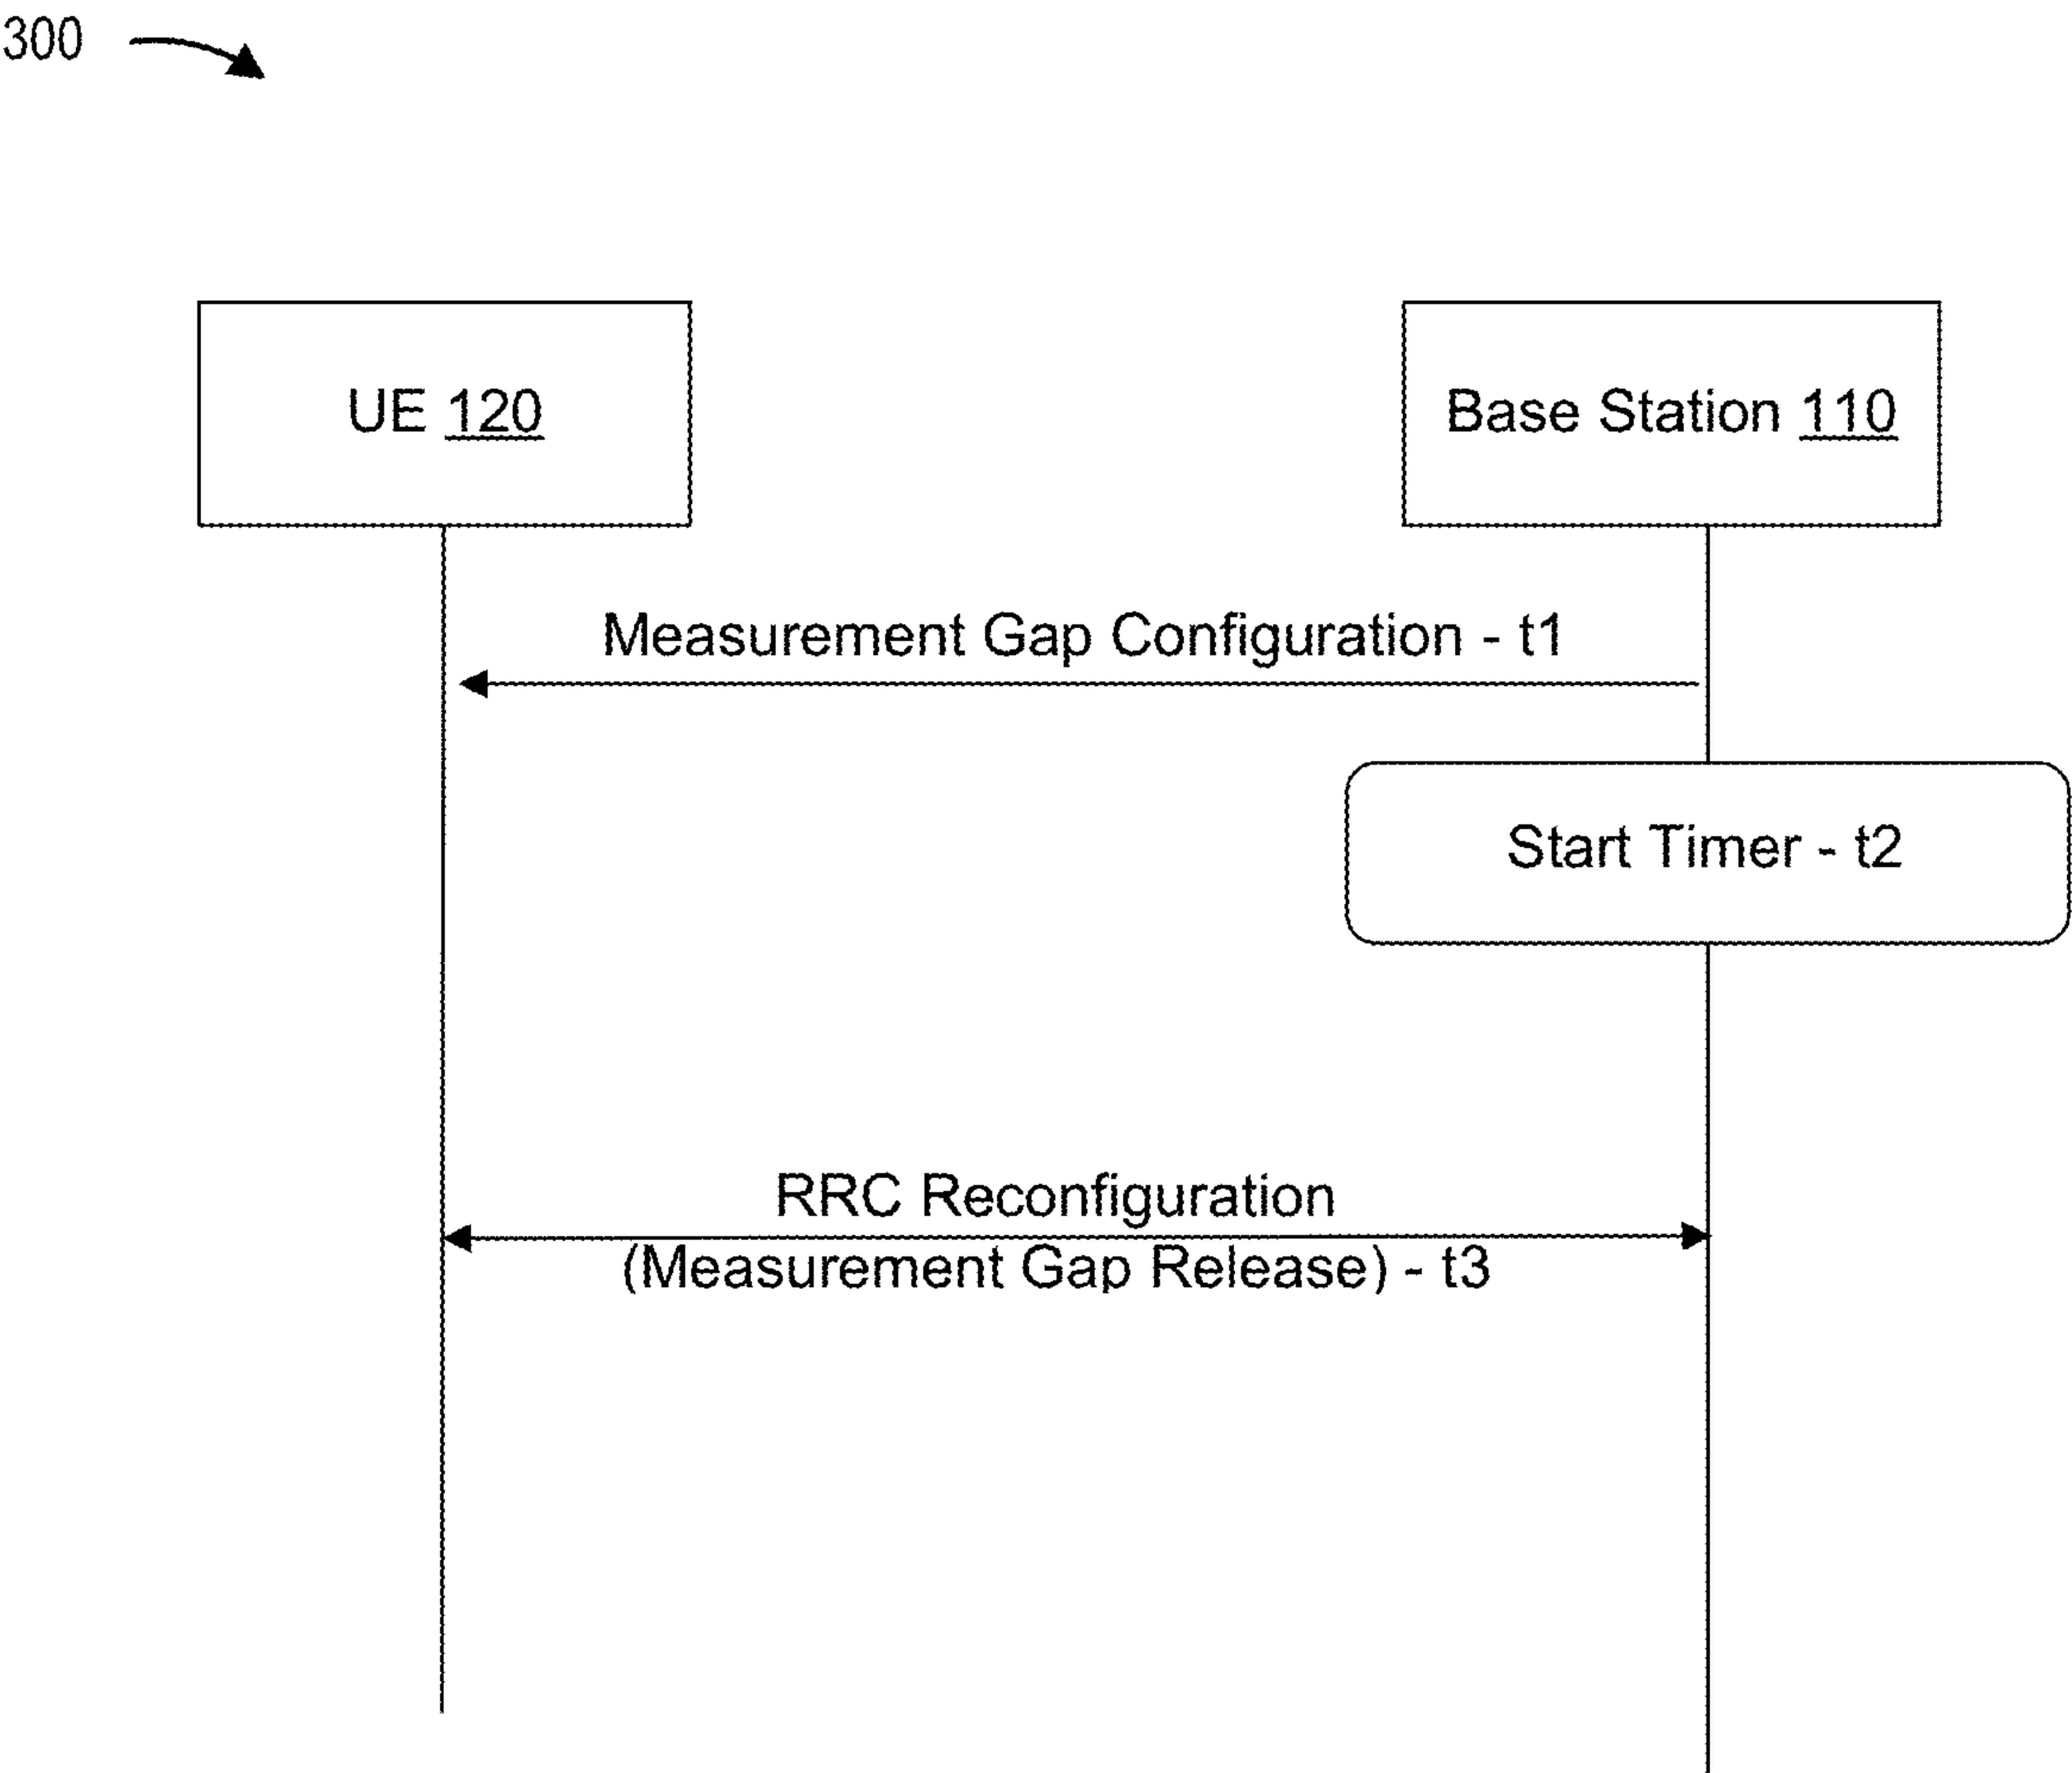 300
UE 120
Base Station 110
Measurement Gap Configuration - t1
Start Timer - t2
RRC Reconfiguration
(Measurement Gap Release) - t3